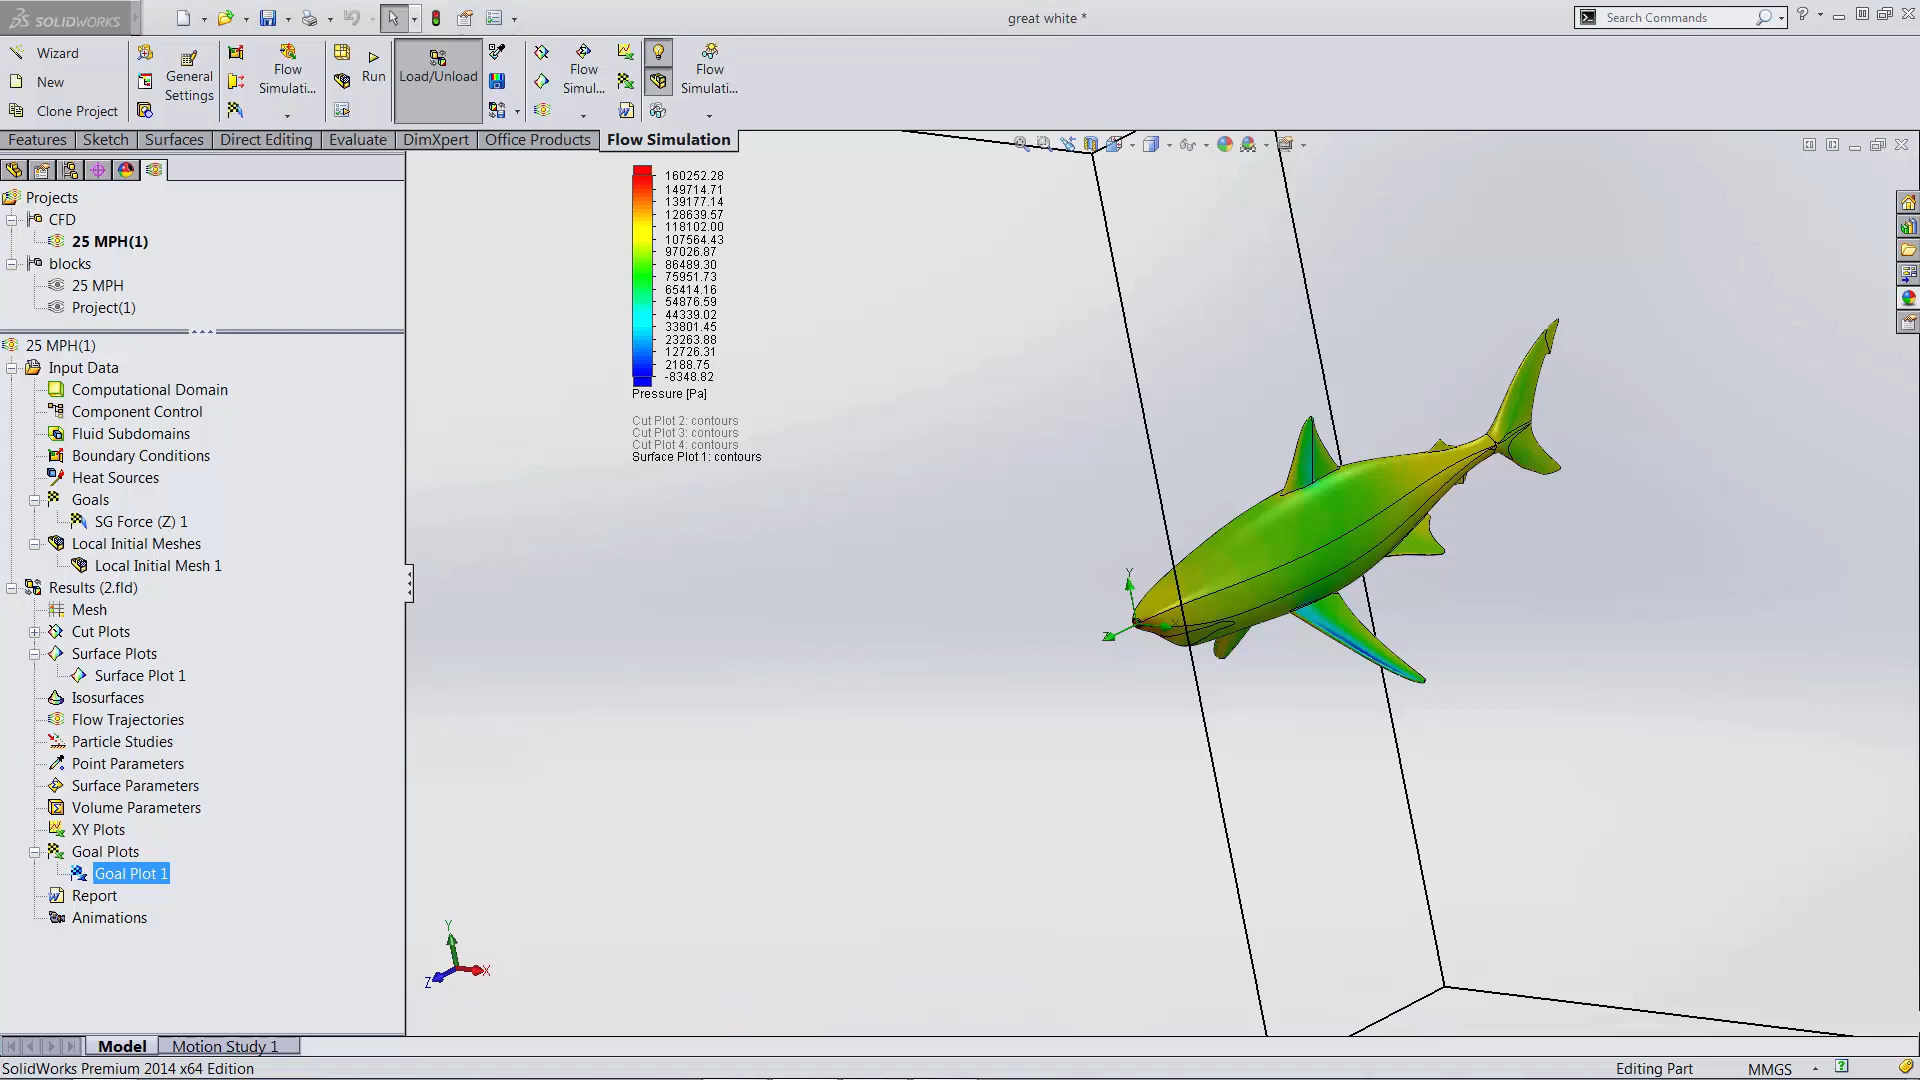 SOLIDWORKS
great white *
Search Commands
Wizard
New
Clone Project
General
Settings
Flow
Simulati...
Run
Load/Unload
Flow
Simul...
Flow
Simulati...
Features
Sketch
Surfaces
Direct Editing
Evaluate
DimXpert
Office Products
Flow Simulation
Projects
CFD
25 MPH(1)
blocks
25 MPH
Project(1)
25 MPH(1)
Input Data
Computational Domain
Component Control
Fluid Subdomains
Boundary Conditions
Heat Sources
Goals
SG Force (Z) 1
Local Initial Meshes
Local Initial Mesh 1
Results (2.fld)
Mesh
Cut Plots
Surface Plots
Surface Plot 1
Isosurfaces
Flow Trajectories
Particle Studies
Point Parameters
Surface Parameters
Volume Parameters
XY Plots
Goal Plots
Goal Plot 1
Report
Animations
160252.28
149714.71
139177.14
128639.57
118102.00
107564.43
97026.87
86489.30
75951.73
65414.16
54876.59
44339.02
33801.45
23263.88
12726.31
2188.75
-8348.82
Pressure [Pa]
Cut Plot 2: contours
Cut Plot 3: contours
Cut Plot 4: contours
Surface Plot 1: contours
Y
Z
X
Y
Z
X
Model
Motion Study 1
SolidWorks Premium 2014 x64 Edition
Editing Part
MMGS